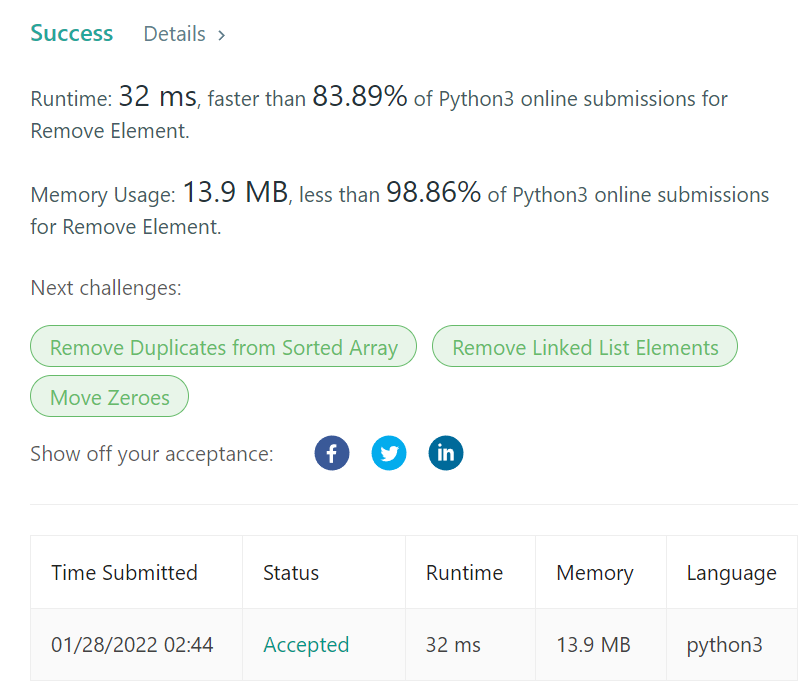 Success Details >
Runtime: 32 ms, faster than 83.89% of Python3 online submissions for
Remove Element.
Memory Usage: 13.9 MB, less than 98.86% of Python3 online submissions
for Remove Element.
Next challenges:
Remove Duplicates from Sorted Array Remove Linked List Elements
Move Zeroes
Show off your acceptance: f in
Time Submitted Status Runtime Memory Language
01/28/2022 02:44 Accepted 32 ms 13.9 MB python3